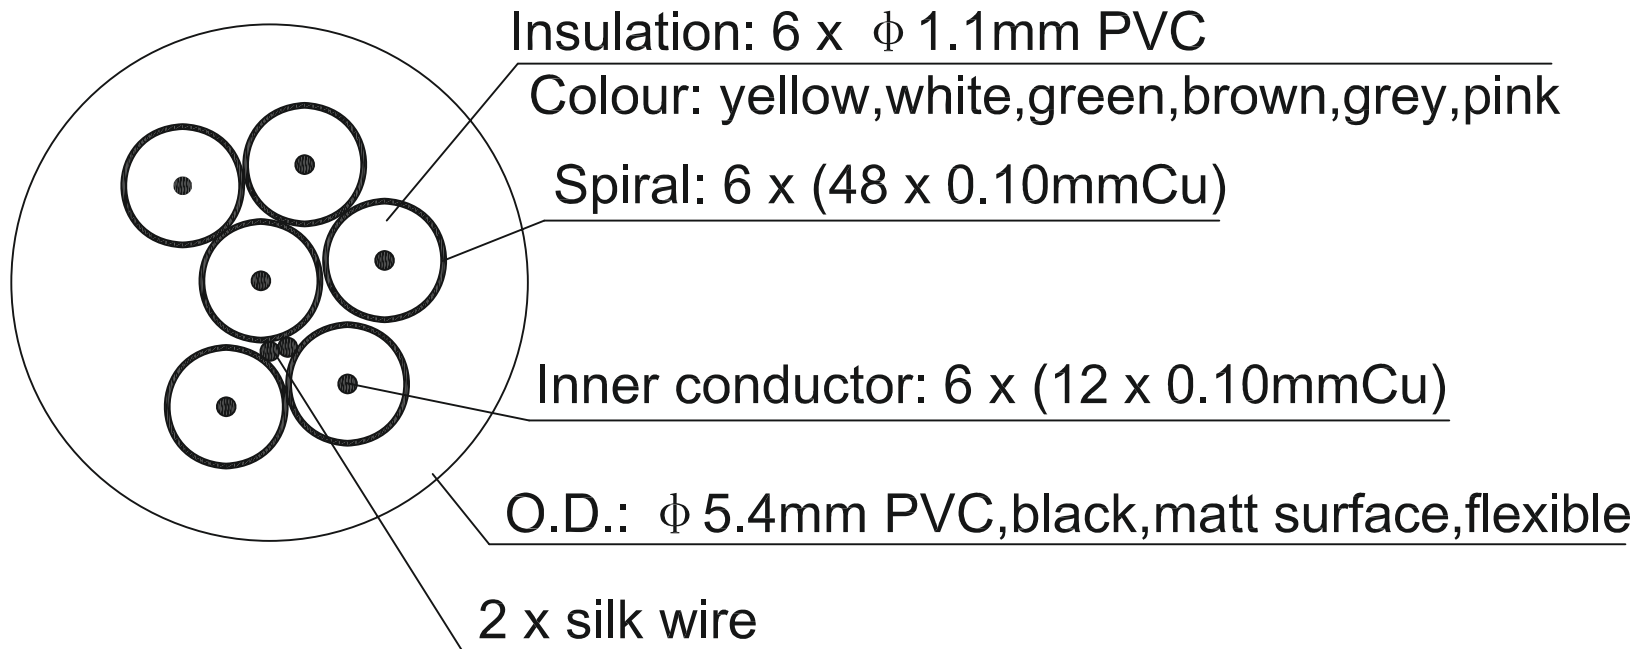 Insulation: 6 x ϕ1.1mm PVC
Colour: yellow,white,green,brown,grey,pink
Spiral: 6 x (48 x 0.10mmCu)
Inner conductor: 6 x (12 x 0.10mmCu)
O.D.: ϕ5.4mm PVC,black,matt surface,flexible
2 x silk wire